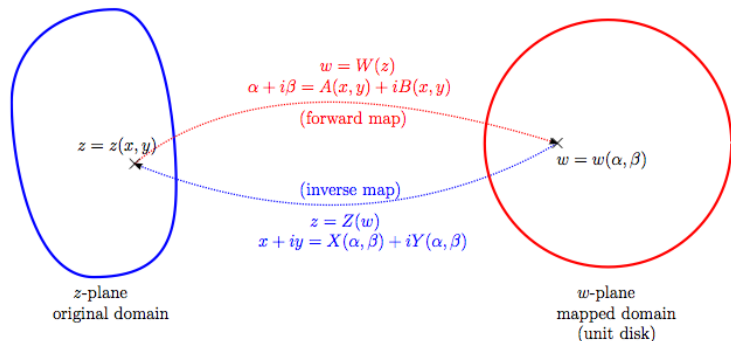 w = W(z)
α + iβ = A(x, y) + iB(x, y)
(forward map)
z = z(x, y)
w = w(α, β)
(inverse map)
z = Z(w)
x + iy = X(α, β) + iY(α, β)
z-plane
original domain
w-plane
mapped domain
(unit disk)